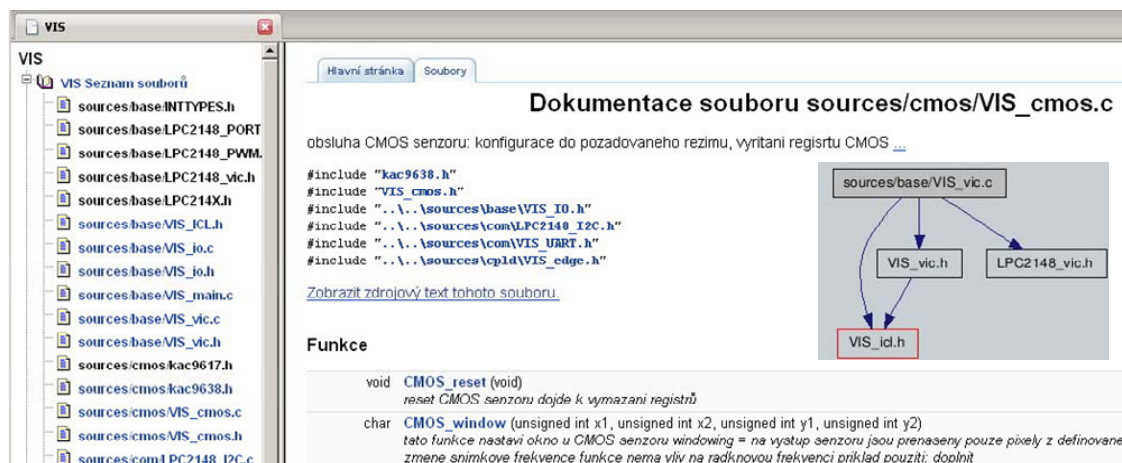 VIS
VIS
VIS Seznam souborů
sources/base/INTTYPES.h
sources/base/LPC2148_PORT
sources/base/LPC2148_PWM.
sources/base/LPC2148_vic.h
sources/base/LPC214X.h
sources/base/VIS_ICL.h
sources/base/VIS_io.c
sources/base/VIS_io.h
sources/base/VIS_main.c
sources/base/VIS_vic.c
sources/base/VIS_vic.h
sources/cmos/kac9617.h
sources/cmos/kac9638.h
sources/cmos/VIS_cmos.c
sources/cmos/VIS_cmos.h
sources/com/LPC2148_I2C.c
Hlavní stránka
Soubory
Dokumentace souboru sources/cmos/VIS_cmos.c
obsluha CMOS senzoru: konfigurace do pozadovaneho rezimu, vyritani regisrtu CMOS ...
#include "kac9638.h"
#include "VIS_cmos.h"
#include "..\..\sources\base\VIS_IO.h"
#include "..\..\sources\com\LPC2148_I2C.h"
#include "..\..\sources\com\VIS_UART.h"
#include "..\..\sources\cpld\VIS_edge.h"
Zobrazit zdrojový text tohoto souboru.
sources/base/VIS_vic.c
VIS_vic.h
LPC2148_vic.h
VIS_icl.h
Funkce
void CMOS_reset (void)
reset CMOS senzoru dojde k vymazani registrů
char CMOS_window (unsigned int x1, unsigned int x2, unsigned int y1, unsigned int y2)
tato funkce nastavi okno u CMOS senzoru windowing = na vystup senzoru jsou prenaseny pouze pixely z definovane
zmene snimkove frekvence funkce nema vliv na radknovou frekvenci priklad pouziti: doplnit